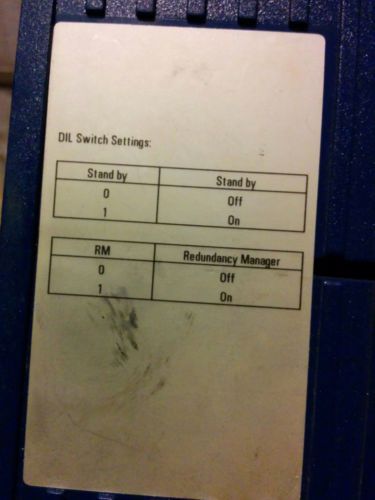 DIL Switch Settings:
Stand by Stand by
0 Off
1 On
RM Redundancy Manager
0 Off
1 On